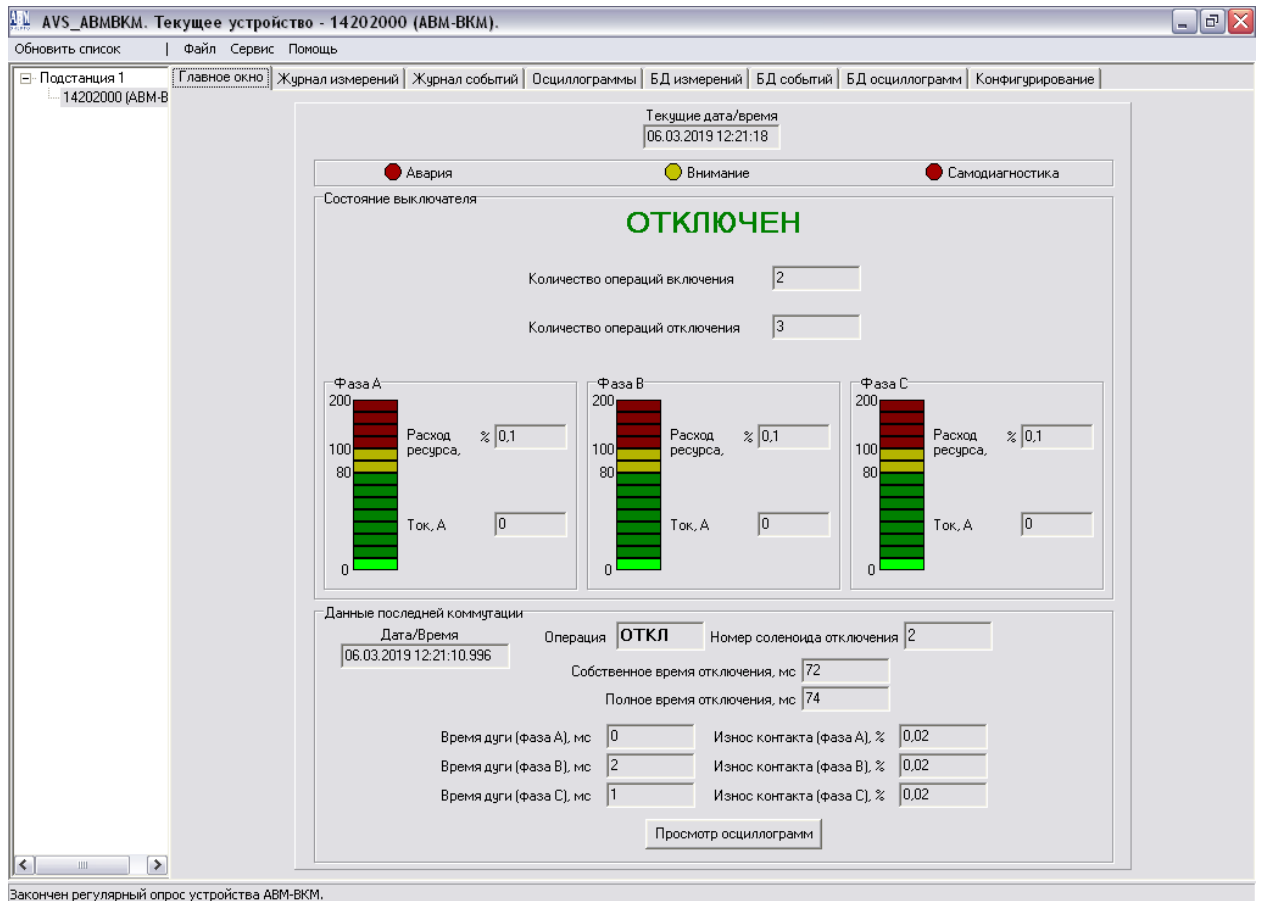 AVS_АВМВКМ. Текущее устройство - 14202000 (АВМ-ВКМ).
Обновить список | Файл Сервис Помощь
Подстанция 1
14202000 (АВМ-В
Главное окно Журнал измерений Журнал событий Осциллограммы БД измерений БД событий БД осциллограмм Конфигурирование
Текущие дата/время
06.03.2019 12:21:18
Авария Внимание Самодиагностика
Состояние выключателя
ОТКЛЮЧЕН
Количество операций включения 2
Количество операций отключения 3
Фаза А
200
100
80
0
Расход ресурса, % 0,1
Ток, А 0
Фаза В
200
100
80
0
Расход ресурса, % 0,1
Ток, А 0
Фаза С
200
100
80
0
Расход ресурса, % 0,1
Ток, А 0
Данные последней коммутации
Дата/Время
06.03.2019 12:21:10.996
Операция ОТКЛ Номер соленоида отключения 2
Собственное время отключения, мс 72
Полное время отключения, мс 74
Время дуги (фаза А), мс 0 Износ контакта (фаза А), % 0,02
Время дуги (фаза В), мс 2 Износ контакта (фаза В), % 0,02
Время дуги (фаза С), мс 1 Износ контакта (фаза С), % 0,02
Просмотр осциллограмм
Закончен регулярный опрос устройства АВМ-ВКМ.